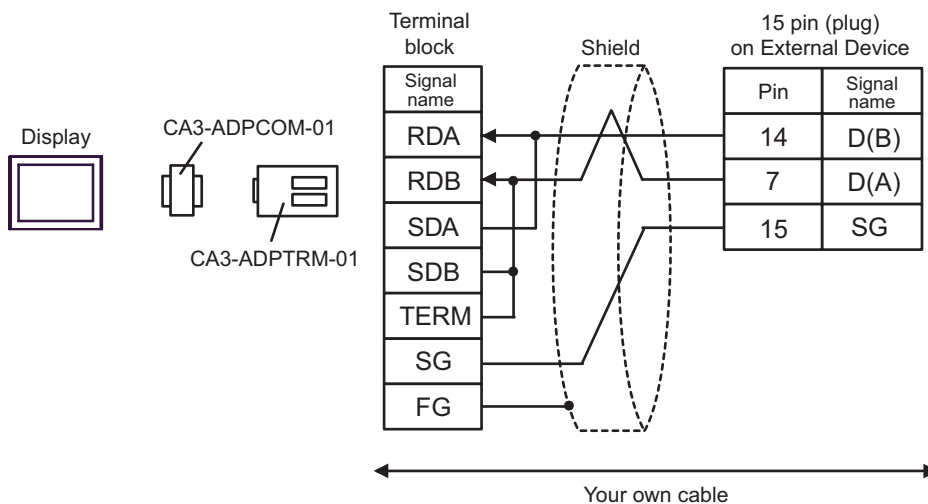 Display
CA3-ADPCOM-01
CA3-ADPTRM-01
Terminal
block
Signal
name
RDA
RDB
SDA
SDB
TERM
SG
FG
Shield
15 pin (plug)
on External Device
Pin
Signal
name
14
D(B)
7
D(A)
15
SG
Your own cable